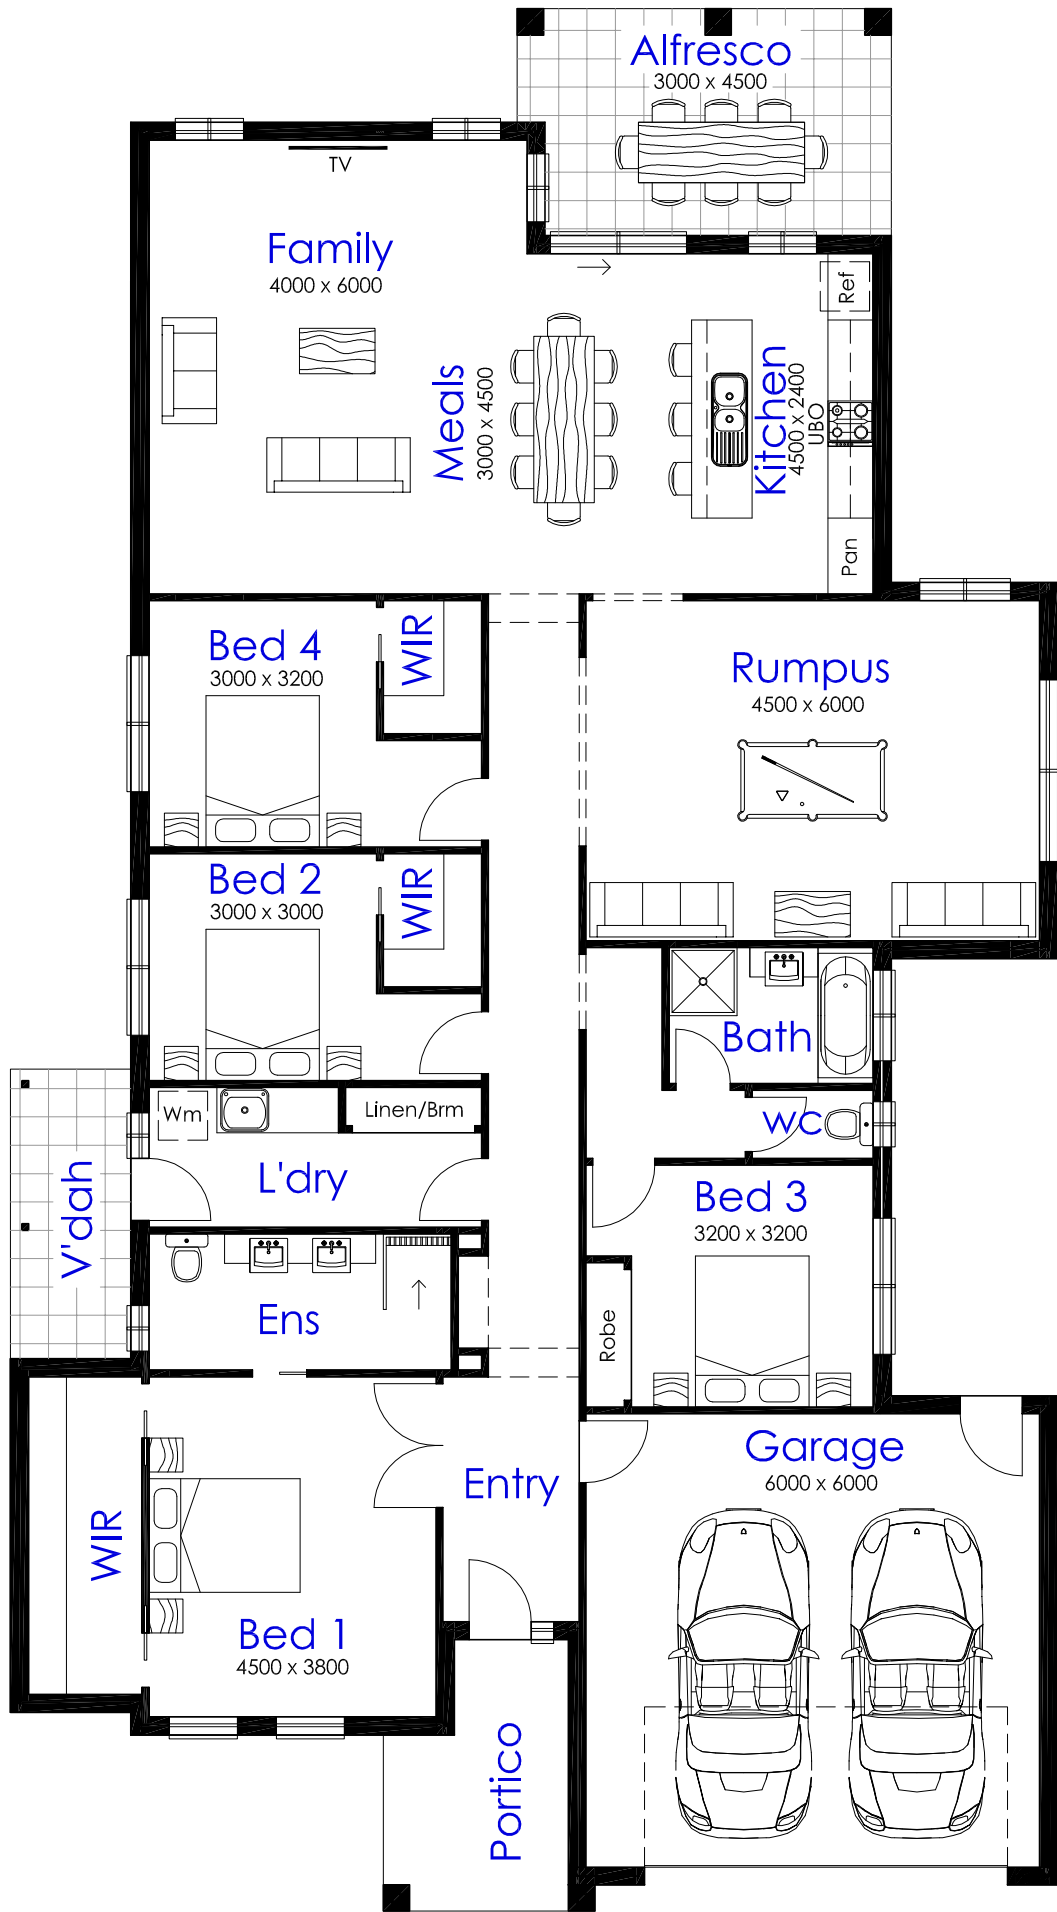 Alfresco
3000 x 4500
TV
Family
4000 x 6000
Ref
Meals
3000 x 4500
Kitchen
4500 x 2400
UBO
Pan
Bed 4
3000 x 3200
WIR
Rumpus
4500 x 6000
Bed 2
3000 x 3000
WIR
Bath
Wm
Linen/Brm
WC
L'dry
V'dah
Bed 3
3200 x 3200
Ens
Robe
Garage
6000 x 6000
Entry
WIR
Bed 1
4500 x 3800
Portico